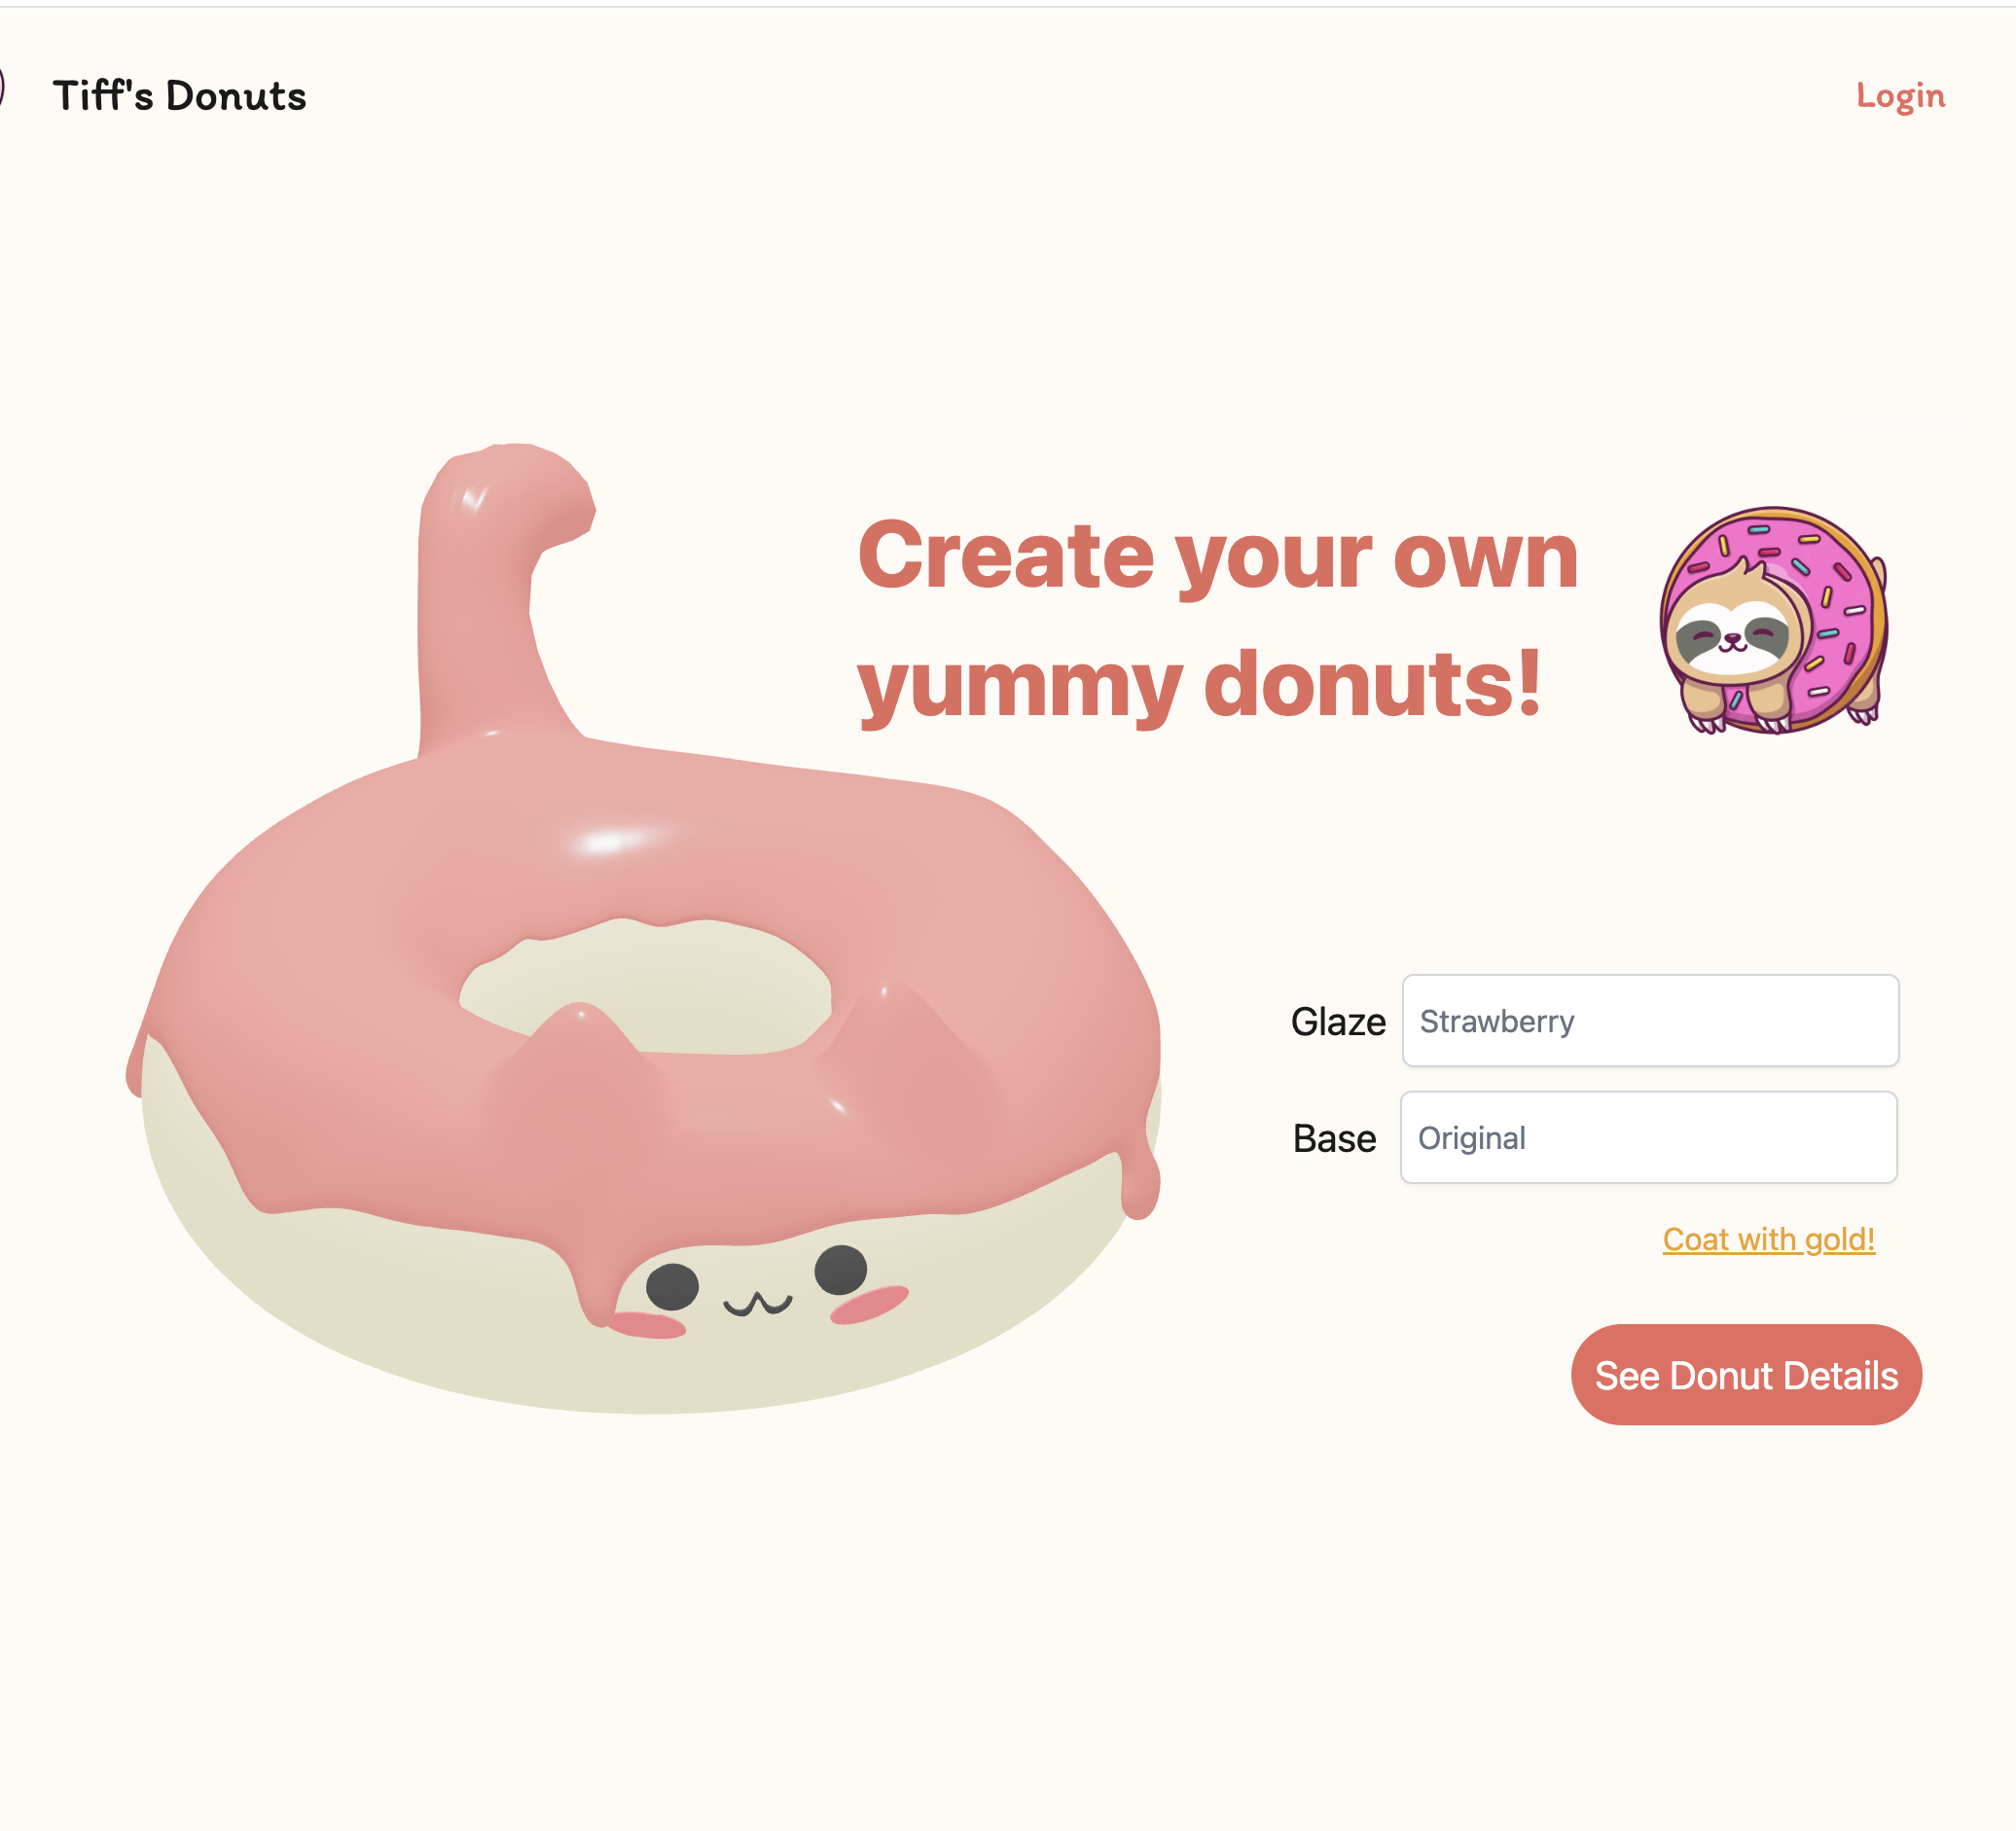 Tiff's Donuts
Login
Create your own
yummy donuts!
Glaze
Strawberry
Base
Original
Coat with gold!
See Donut Details